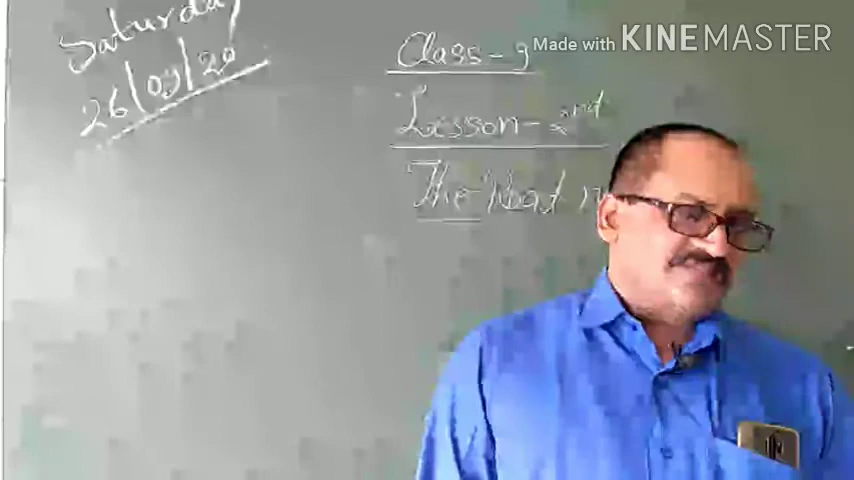 Saturday
26/09/20
Class - 9
Lesson - 2nd
The
Made with KINEMASTER